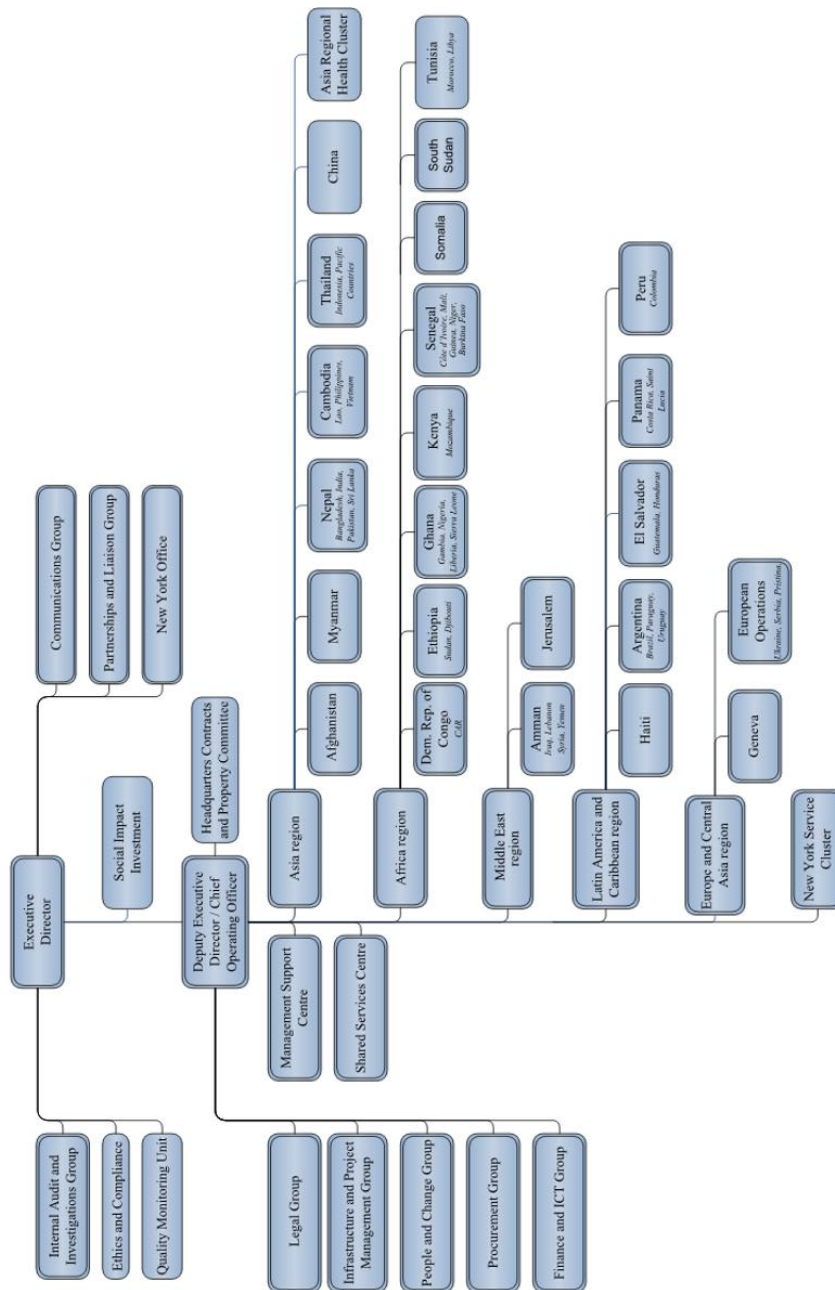 Executive
Director
Internal Audit and
Investigations Group
Ethics and Compliance
Quality Monitoring Unit
Communications Group
Partnerships and Liaison Group
New York Office
Social Impact
Investment
Deputy Executive
Director / Chief
Operating Officer
Headquarters Contracts
and Property Committee
Legal Group
Infrastructure and Project
Management Group
People and Change Group
Procurement Group
Finance and ICT Group
Management Support
Centre
Shared Services Centre
Asia region
Afghanistan
Myanmar
Nepal
Bangladesh, India,
Pakistan, Sri Lanka
Cambodia
Lao, Philippines,
Vietnam
Thailand
Indonesia, Pacific
Countries
China
Asia Regional
Health Cluster
Africa region
Dem. Rep. of
Congo
CAR
Ethiopia
Sudan, Djibouti
Ghana
Gambia, Nigeria,
Liberia, Sierra Leone
Kenya
Mozambique
Senegal
Côte d'Ivoire, Mali,
Guinea, Niger,
Burkina Faso
Somalia
South
Sudan
Tunisia
Morocco, Libya
Middle East
region
Amman
Iraq, Lebanon
Syria, Yemen
Jerusalem
Latin America and
Caribbean region
Haiti
Argentina
Brazil, Paraguay,
Uruguay
El Salvador
Guatemala, Honduras
Panama
Costa Rica, Saint
Lucia
Peru
Colombia
Europe and Central
Asia region
Geneva
European
Operations
Ukraine, Serbia, Pristina,
New York Service
Cluster